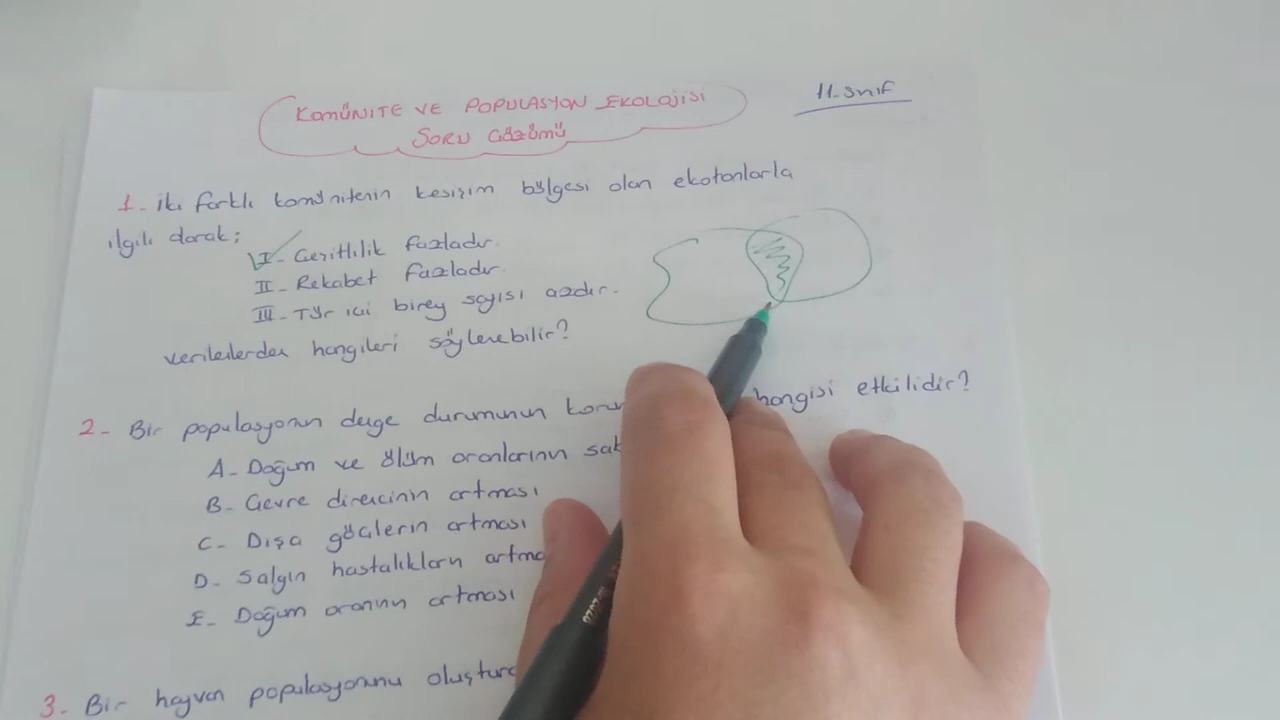 KOMÜNİTE VE POPULASYON EKOLOJİSİ
SORU ÇÖZÜMÜ
11. Sınıf
1- İki farklı komünitenin kesişim bölgesi olan ekotonlarla
ilgili olarak;
I- Çeşitlilik fazladır.
II- Rekabet fazladır.
III- Tür içi birey sayısı azdır.
verilenlerden hangileri söylenebilir?
2- Bir populasyonun denge durumunun hangisi etkilidir?
A- Doğum ve ölüm oranlarının
B- Çevre direncinin artması
C- Dışa göçlerin artması
D- Salgın hastalıkların
E- Doğum oranının artması
3- Bir hayvan populasyonunu